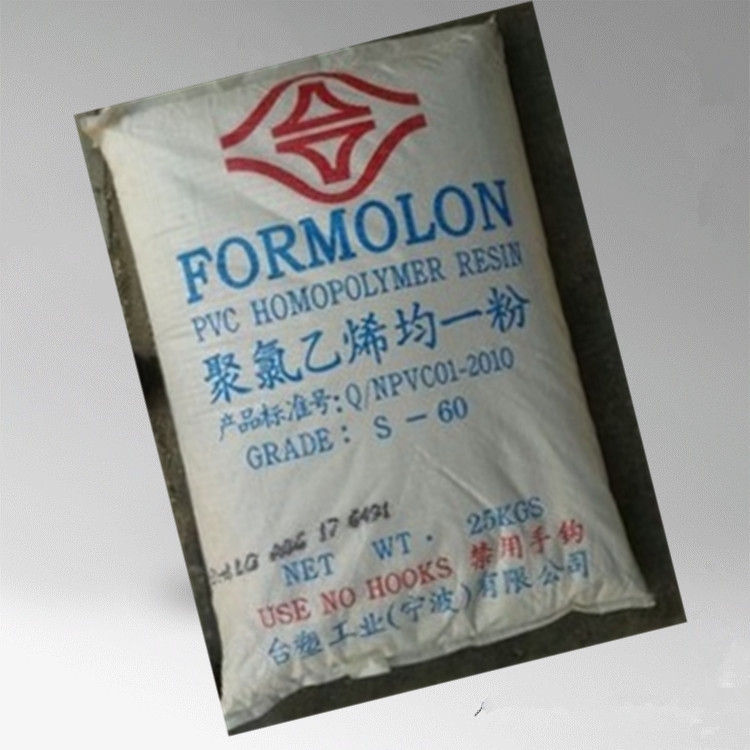 FORMOLON
PVC HOMOPOLYMER RESIN
聚氯乙烯均一粉
产品标准号:Q/NPVC01-2010
GRADE: S-60
17 6491
NET WT. 25KGS
USE NO HOOKS 禁用手钩
台塑工业(宁波)有限公司